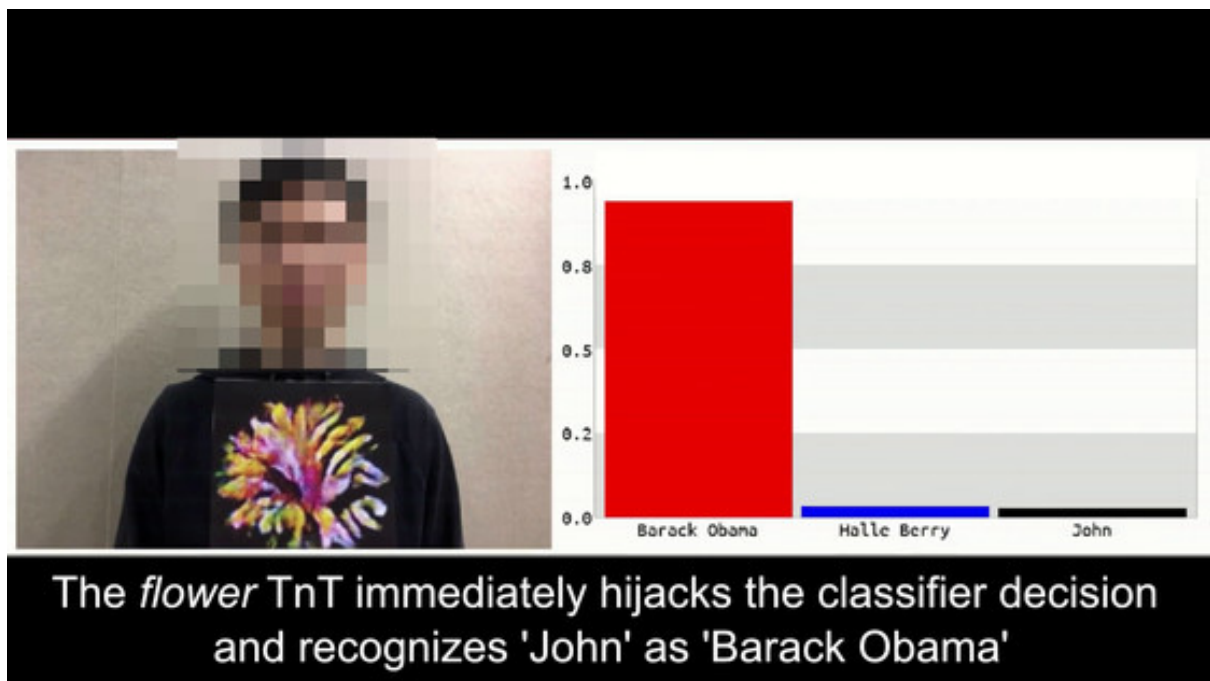 1.0
0.8
0.5
0.2
0.0
Barack Obama Halle Berry John
The flower TnT immediately hijacks the classifier decision
and recognizes 'John' as 'Barack Obama'